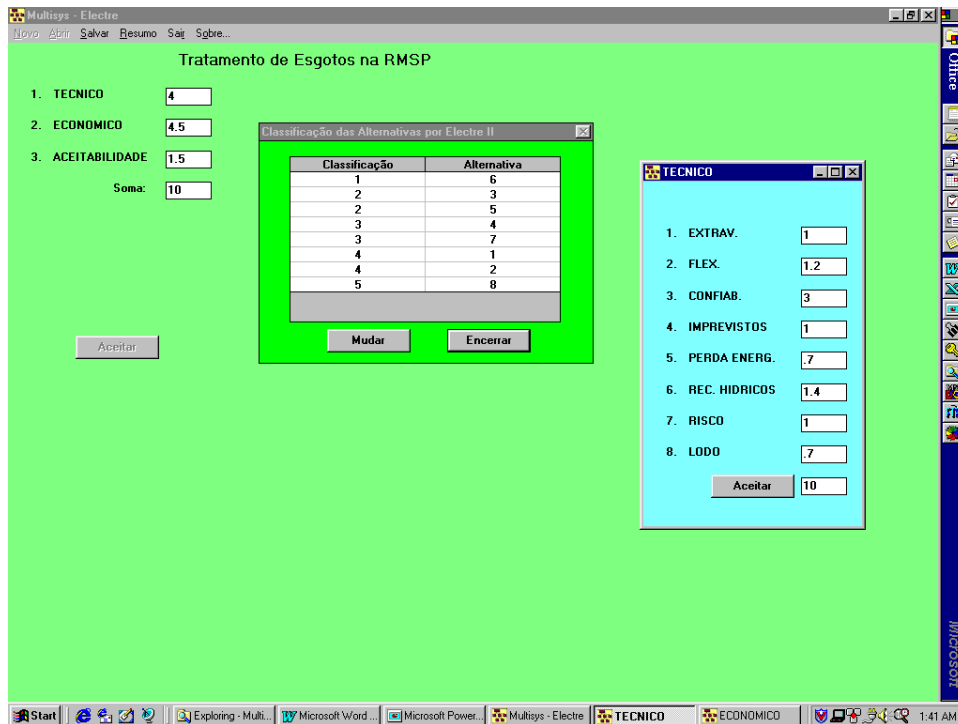 Multisys - Electre
Novo Abrir Salvar Resumo Sair Sobre...
Tratamento de Esgotos na RMSP
1. TECNICO 4
2. ECONOMICO 4.5
3. ACEITABILIDADE 1.5
Soma: 10
Aceitar
Classificação das Alternativas por Electre II
Classificação Alternativa
1 6
2 3
2 5
3 4
3 7
4 1
4 2
5 8
Mudar Encerrar
TECNICO
1. EXTRAV. 1
2. FLEX. 1.2
3. CONFIAB. 3
4. IMPREVISTOS 1
5. PERDA ENERG. .7
6. REC. HIDRICOS 1.4
7. RISCO 1
8. LODO .7
Aceitar 10
Office
Microsoft
Start Exploring - Multi... Microsoft Word ... Microsoft Power... Multisys - Electre TECNICO ECONOMICO 1:41 AM